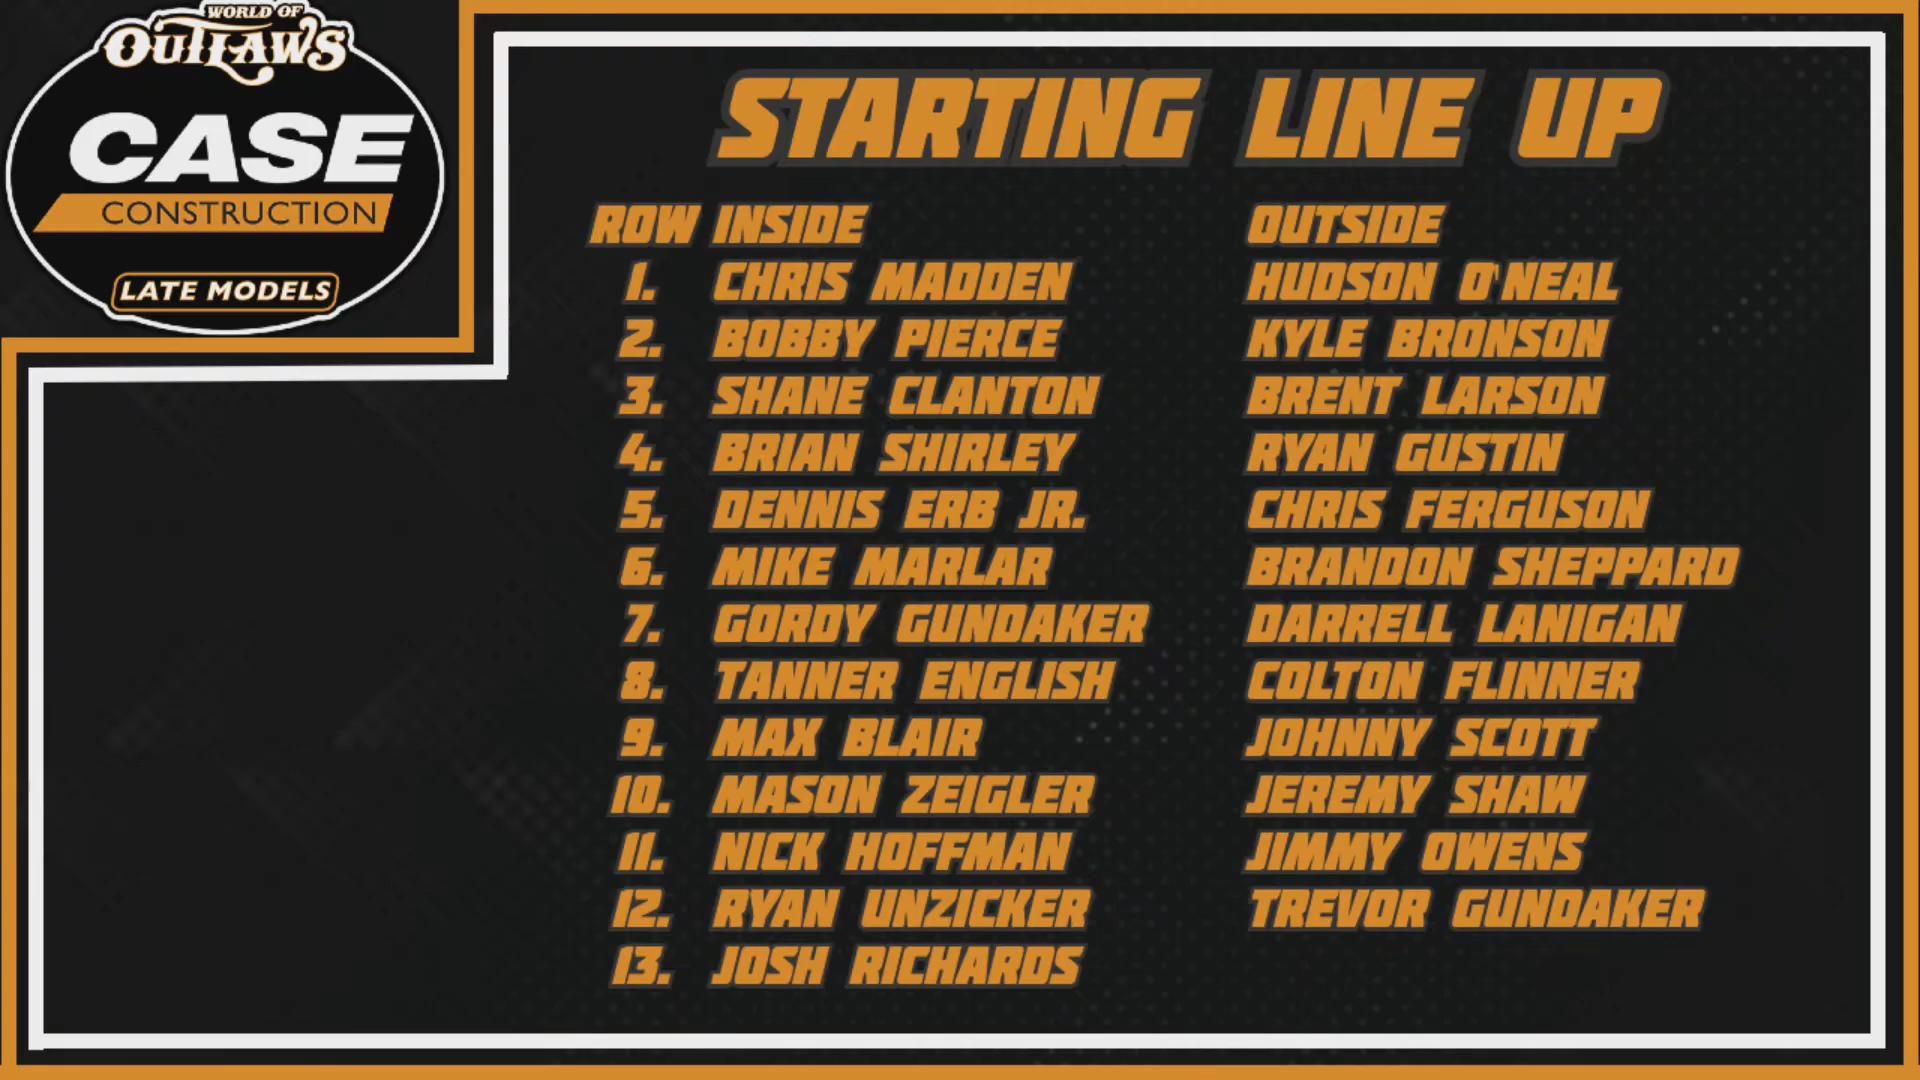 WORLD OF
OUTLAWS
CASE
CONSTRUCTION
LATE MODELS
STARTING LINE UP
ROW INSIDE OUTSIDE
1. CHRIS MADDEN HUDSON O'NEAL
2. BOBBY PIERCE KYLE BRONSON
3. SHANE CLANTON BRENT LARSON
4. BRIAN SHIRLEY RYAN GUSTIN
5. DENNIS ERB JR. CHRIS FERGUSON
6. MIKE MARLAR BRANDON SHEPPARD
7. GORDY GUNDAKER DARRELL LANIGAN
8. TANNER ENGLISH COLTON FLINNER
9. MAX BLAIR JOHNNY SCOTT
10. MASON ZEIGLER JEREMY SHAW
11. NICK HOFFMAN JIMMY OWENS
12. RYAN UNZICKER TREVOR GUNDAKER
13. JOSH RICHARDS